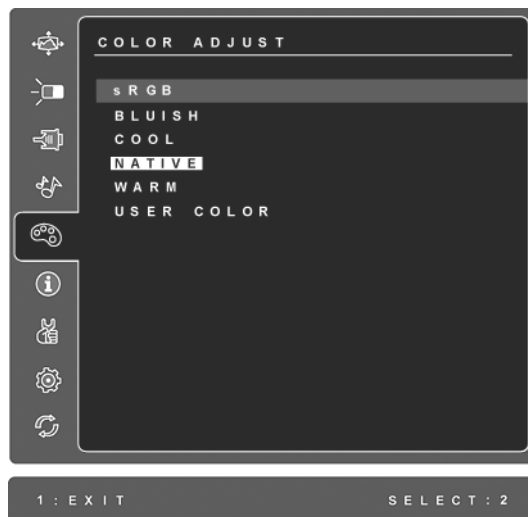 COLOR ADJUST
sRGB
BLUISH
COOL
NATIVE
WARM
USER COLOR
1:EXIT SELECT:2